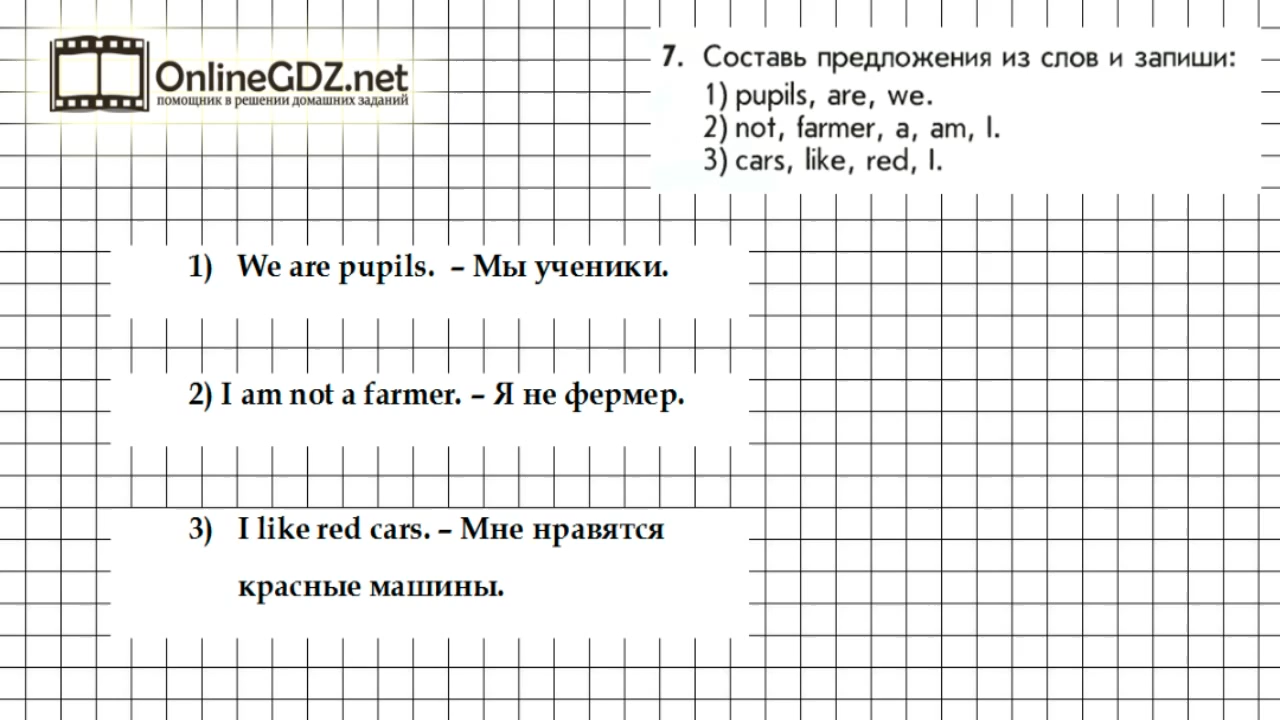 OnlineGDZ.net
помощник в решении домашних заданий
7. Составь предложения из слов и запиши:
1) pupils, are, we.
2) not, farmer, a, am, I.
3) cars, like, red, I.
1) We are pupils. – Мы ученики.
2) I am not a farmer. – Я не фермер.
3) I like red cars. – Мне нравятся
красные машины.